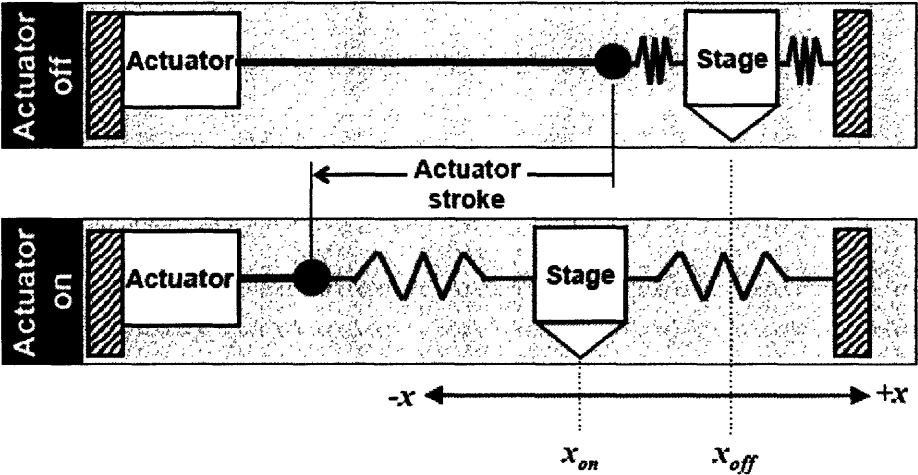 Actuator
off
Actuator
Stage
Actuator
stroke
Actuator
on
Actuator
Stage
-x
+x
x_on
x_off